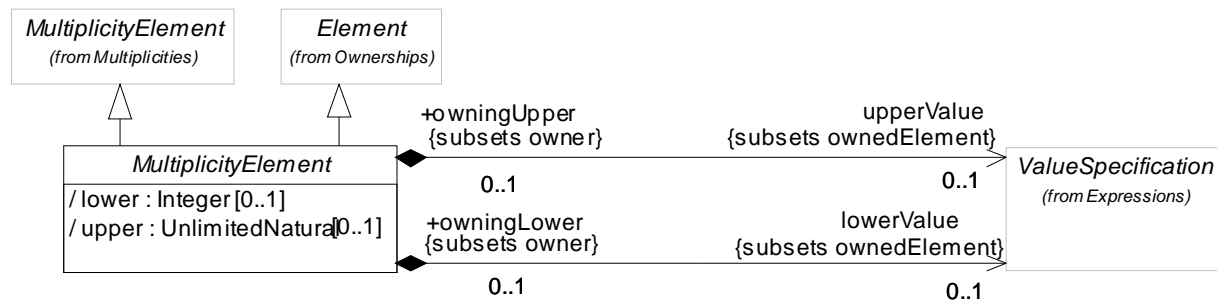 MultiplicityElement
(from Multiplicities)
Element
(from Ownerships)
+owningUpper
{subsets owner}
0..1
upperValue
{subsets ownedElement}
0..1
MultiplicityElement
/ lower : Integer [0..1]
/ upper : UnlimitedNatural[0..1]
ValueSpecification
(from Expressions)
+owningLower
{subsets owner}
0..1
lowerValue
{subsets ownedElement}
0..1